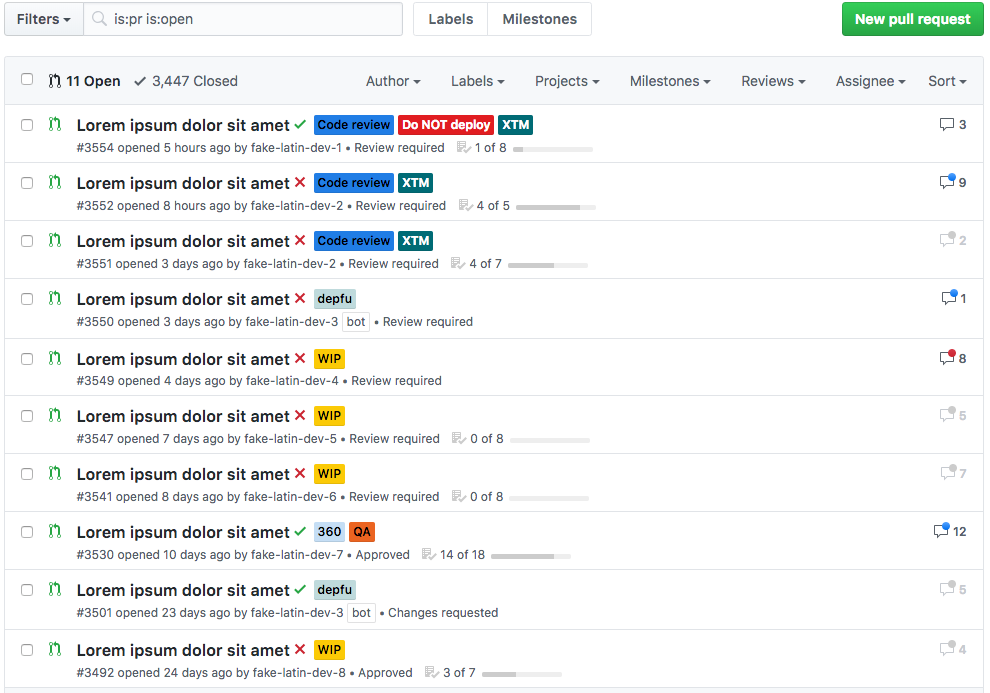 Filters is:pr is:open Labels Milestones New pull request
11 Open 3,447 Closed Author Labels Projects Milestones Reviews Assignee Sort
Lorem ipsum dolor sit amet Code review Do NOT deploy XTM 3
#3554 opened 5 hours ago by fake-latin-dev-1 • Review required 1 of 8
Lorem ipsum dolor sit amet Code review XTM 9
#3552 opened 8 hours ago by fake-latin-dev-2 • Review required 4 of 5
Lorem ipsum dolor sit amet Code review XTM 2
#3551 opened 3 days ago by fake-latin-dev-2 • Review required 4 of 7
Lorem ipsum dolor sit amet depfu 1
#3550 opened 3 days ago by fake-latin-dev-3 bot • Review required
Lorem ipsum dolor sit amet WIP 8
#3549 opened 4 days ago by fake-latin-dev-4 • Review required
Lorem ipsum dolor sit amet WIP 5
#3547 opened 7 days ago by fake-latin-dev-5 • Review required 0 of 8
Lorem ipsum dolor sit amet WIP 7
#3541 opened 8 days ago by fake-latin-dev-6 • Review required 0 of 8
Lorem ipsum dolor sit amet 360 QA 12
#3530 opened 10 days ago by fake-latin-dev-7 • Approved 14 of 18
Lorem ipsum dolor sit amet depfu 5
#3501 opened 23 days ago by fake-latin-dev-3 bot • Changes requested
Lorem ipsum dolor sit amet WIP 4
#3492 opened 24 days ago by fake-latin-dev-8 • Approved 3 of 7